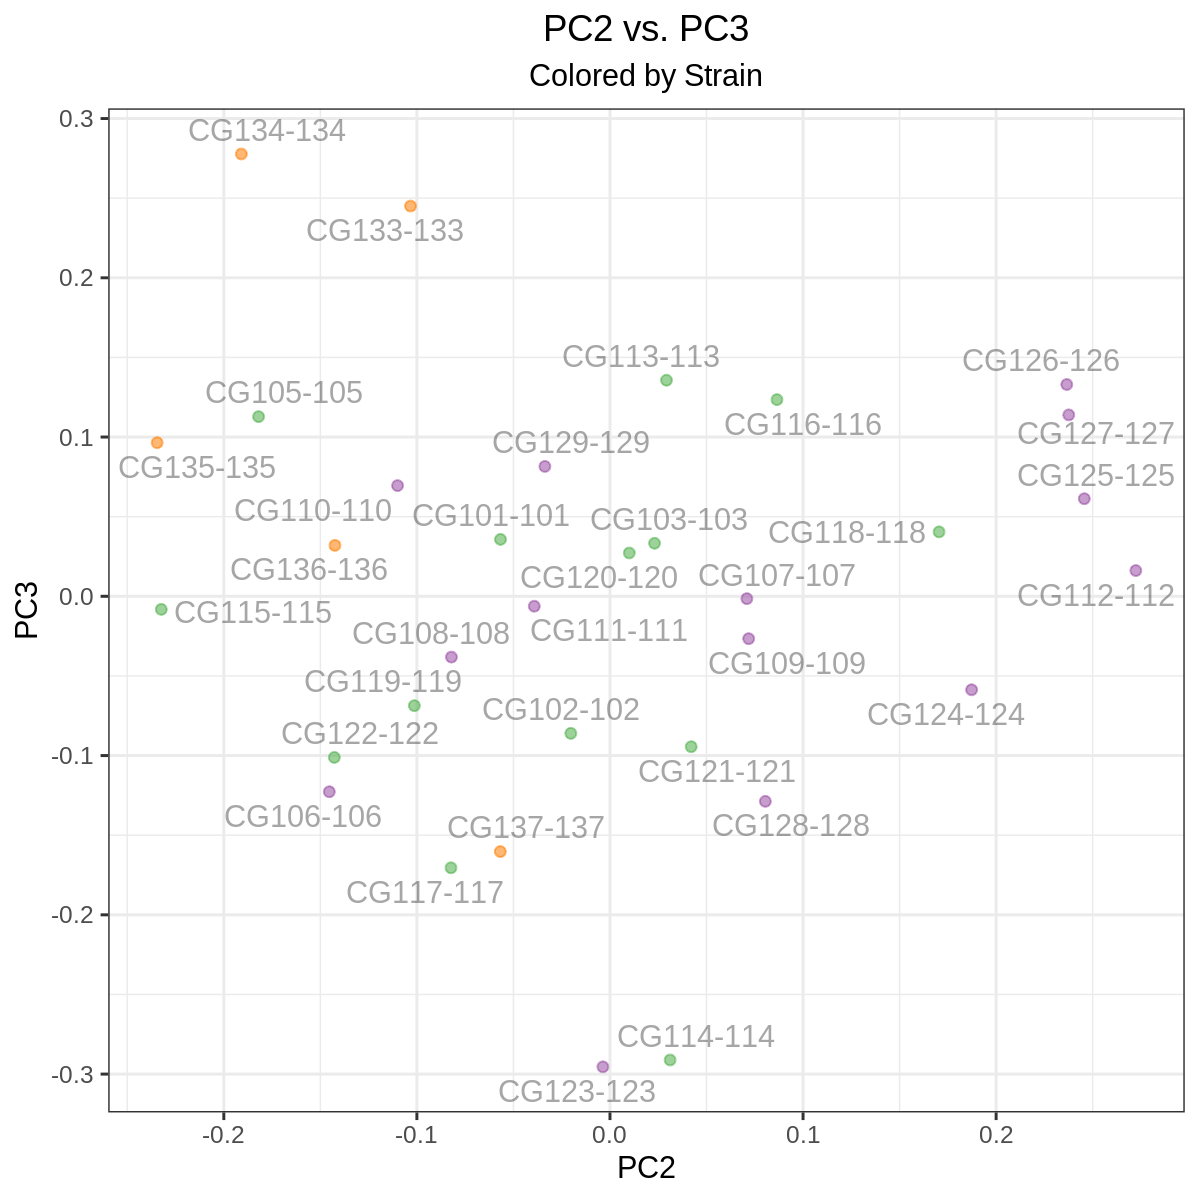 PC2 vs. PC3
Colored by Strain
0.3
CG134-134
CG133-133
0.2
CG113-113
CG126-126
CG105-105
CG116-116
CG127-127
0.1
CG129-129
CG135-135
CG125-125
CG110-110
CG101-101
CG103-103
CG118-118
CG136-136
CG120-120
CG107-107
0.0
CG112-112
PC3
CG115-115
CG108-108
CG111-111
CG109-109
CG119-119
CG102-102
CG124-124
CG122-122
-0.1
CG121-121
CG106-106
CG137-137
CG128-128
CG117-117
-0.2
CG114-114
-0.3
CG123-123
-0.2
-0.1
0.0
0.1
0.2
PC2